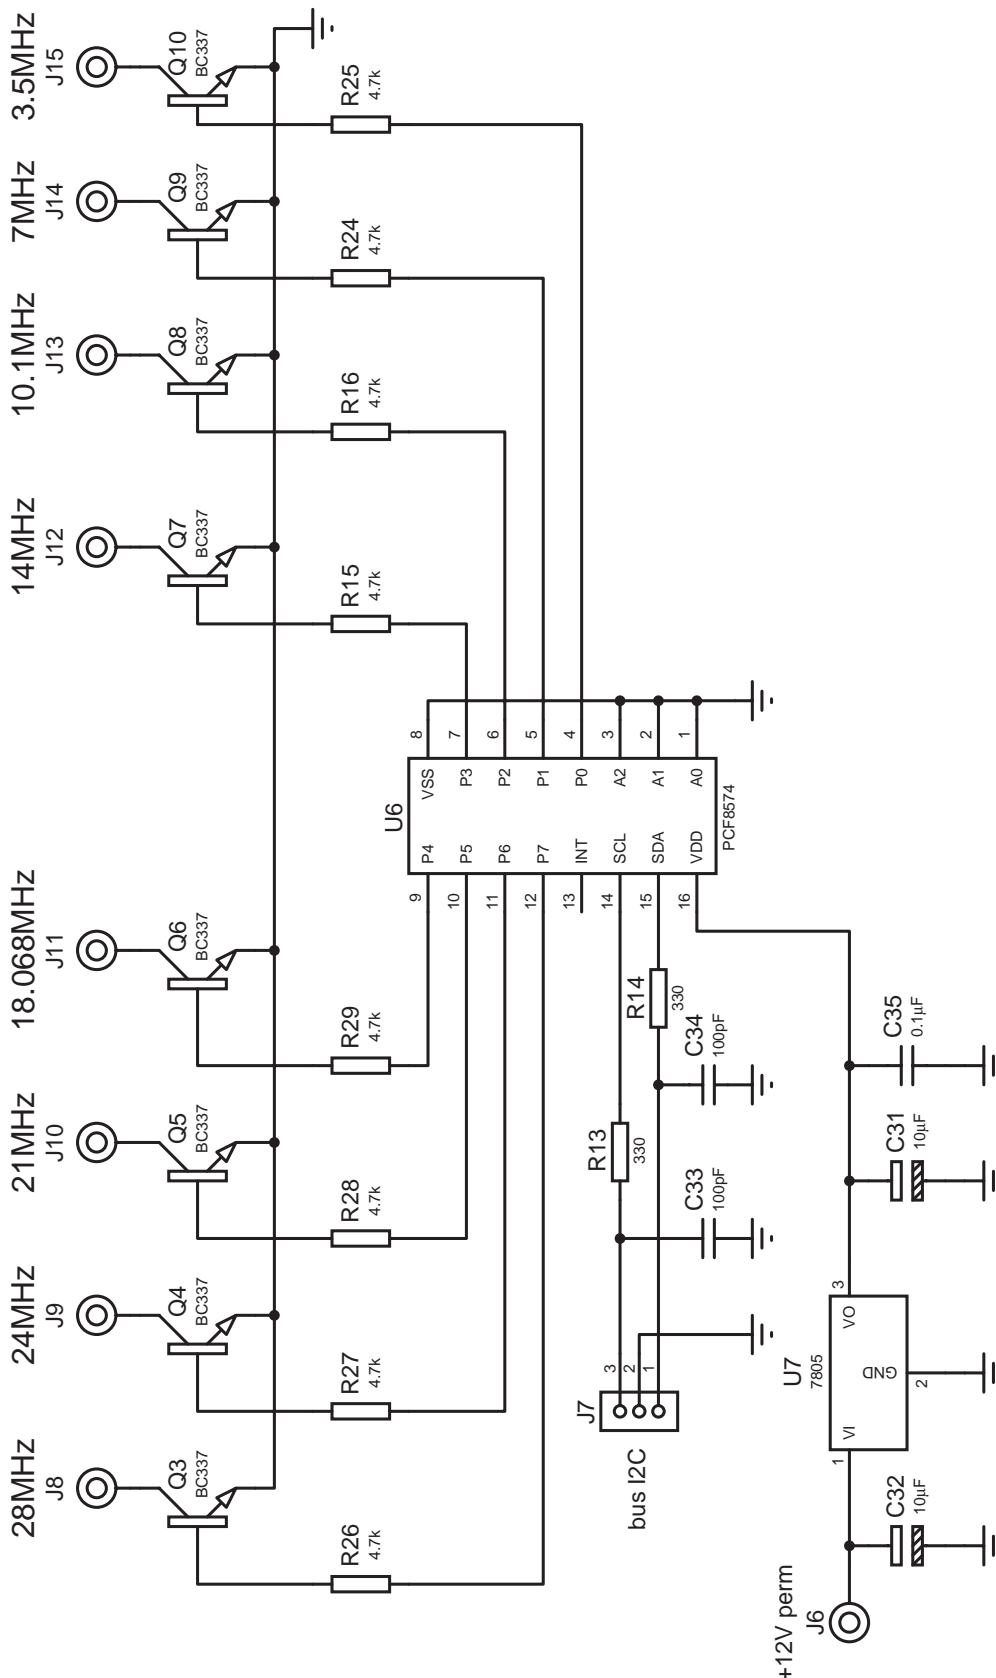 28MHz
J8
24MHz
J9
21MHz
J10
18.068MHz
J11
14MHz
J12
10.1MHz
J13
7MHz
J14
3.5MHz
J15
Q3
BC337
Q4
BC337
Q5
BC337
Q6
BC337
Q7
BC337
Q8
BC337
Q9
BC337
Q10
BC337
R26
4.7k
R27
4.7k
R28
4.7k
R29
4.7k
R15
4.7k
R16
4.7k
R24
4.7k
R25
4.7k
U6
9
P4
VSS
8
10
P5
P3
7
11
P6
P2
6
12
P7
P1
5
13
INT
P0
4
14
SCL
A2
3
15
SDA
A1
2
16
VDD
A0
1
PCF8574
J7
3
2
1
bus I2C
R13
330
R14
330
C33
100pF
C34
100pF
+12V perm
J6
C32
10µF
U7
7805
1
VI
VO
3
GND
2
C31
10µF
C35
0.1µF